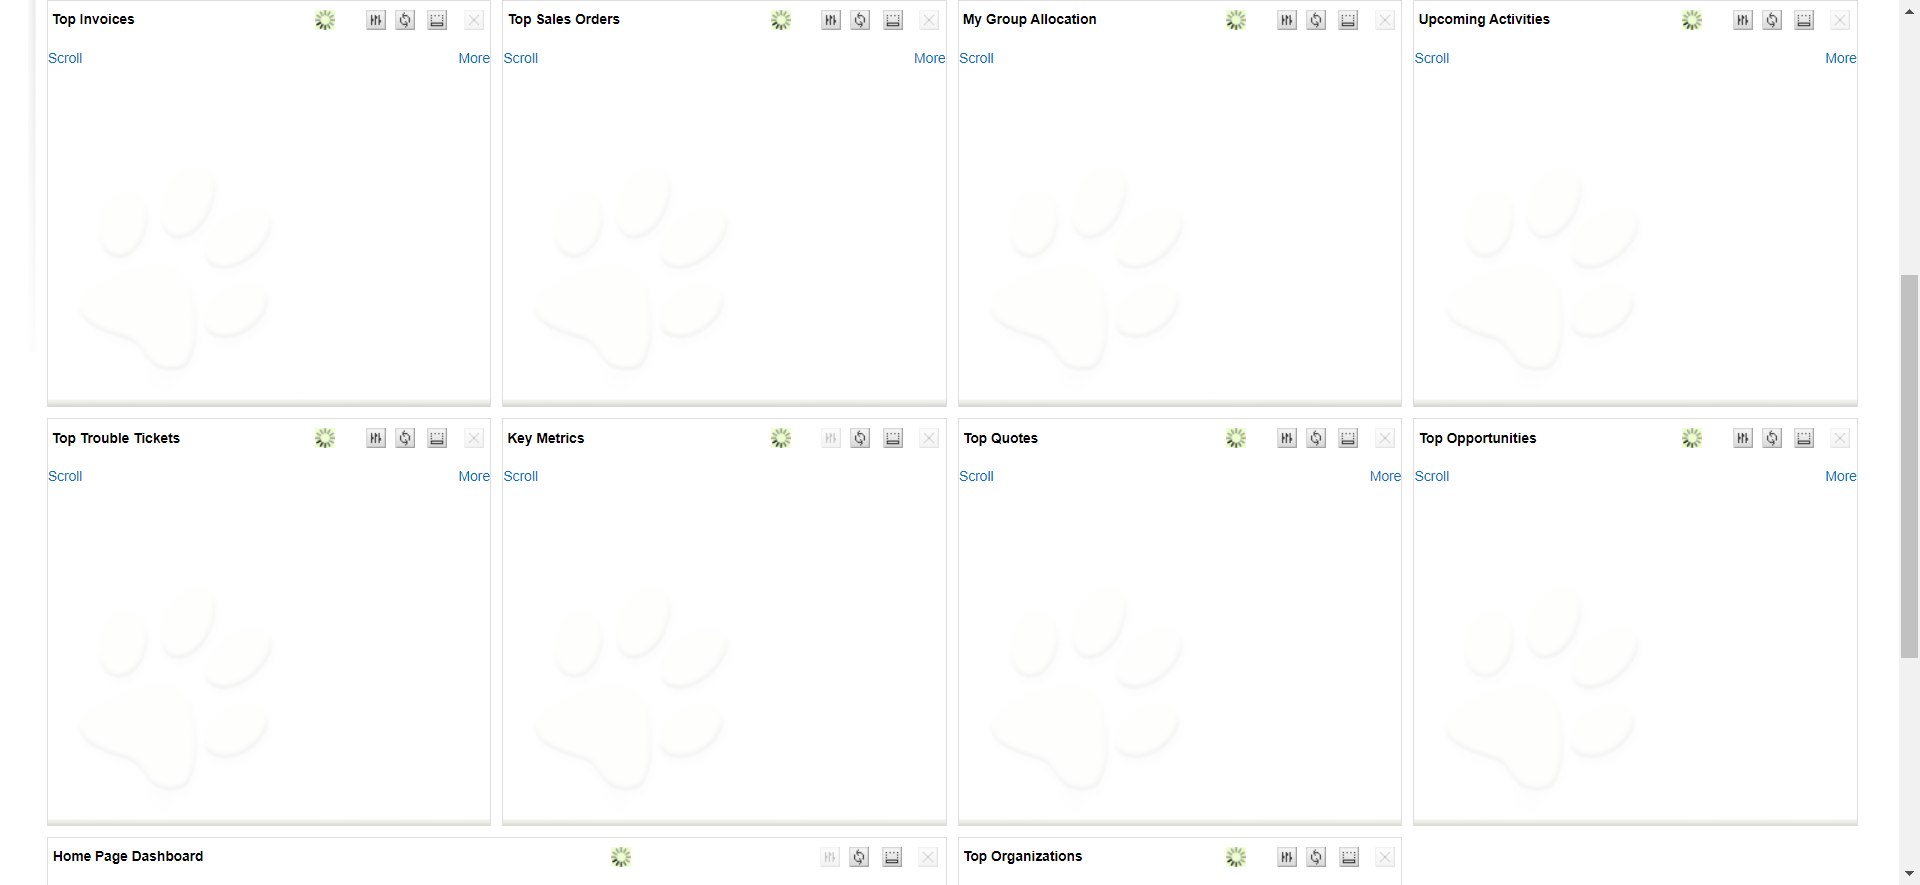 Top Invoices
Scroll
More
Top Sales Orders
Scroll
More
My Group Allocation
Scroll
Upcoming Activities
Scroll
More
Top Trouble Tickets
Scroll
More
Key Metrics
Scroll
Top Quotes
Scroll
More
Top Opportunities
Scroll
More
Home Page Dashboard
Top Organizations